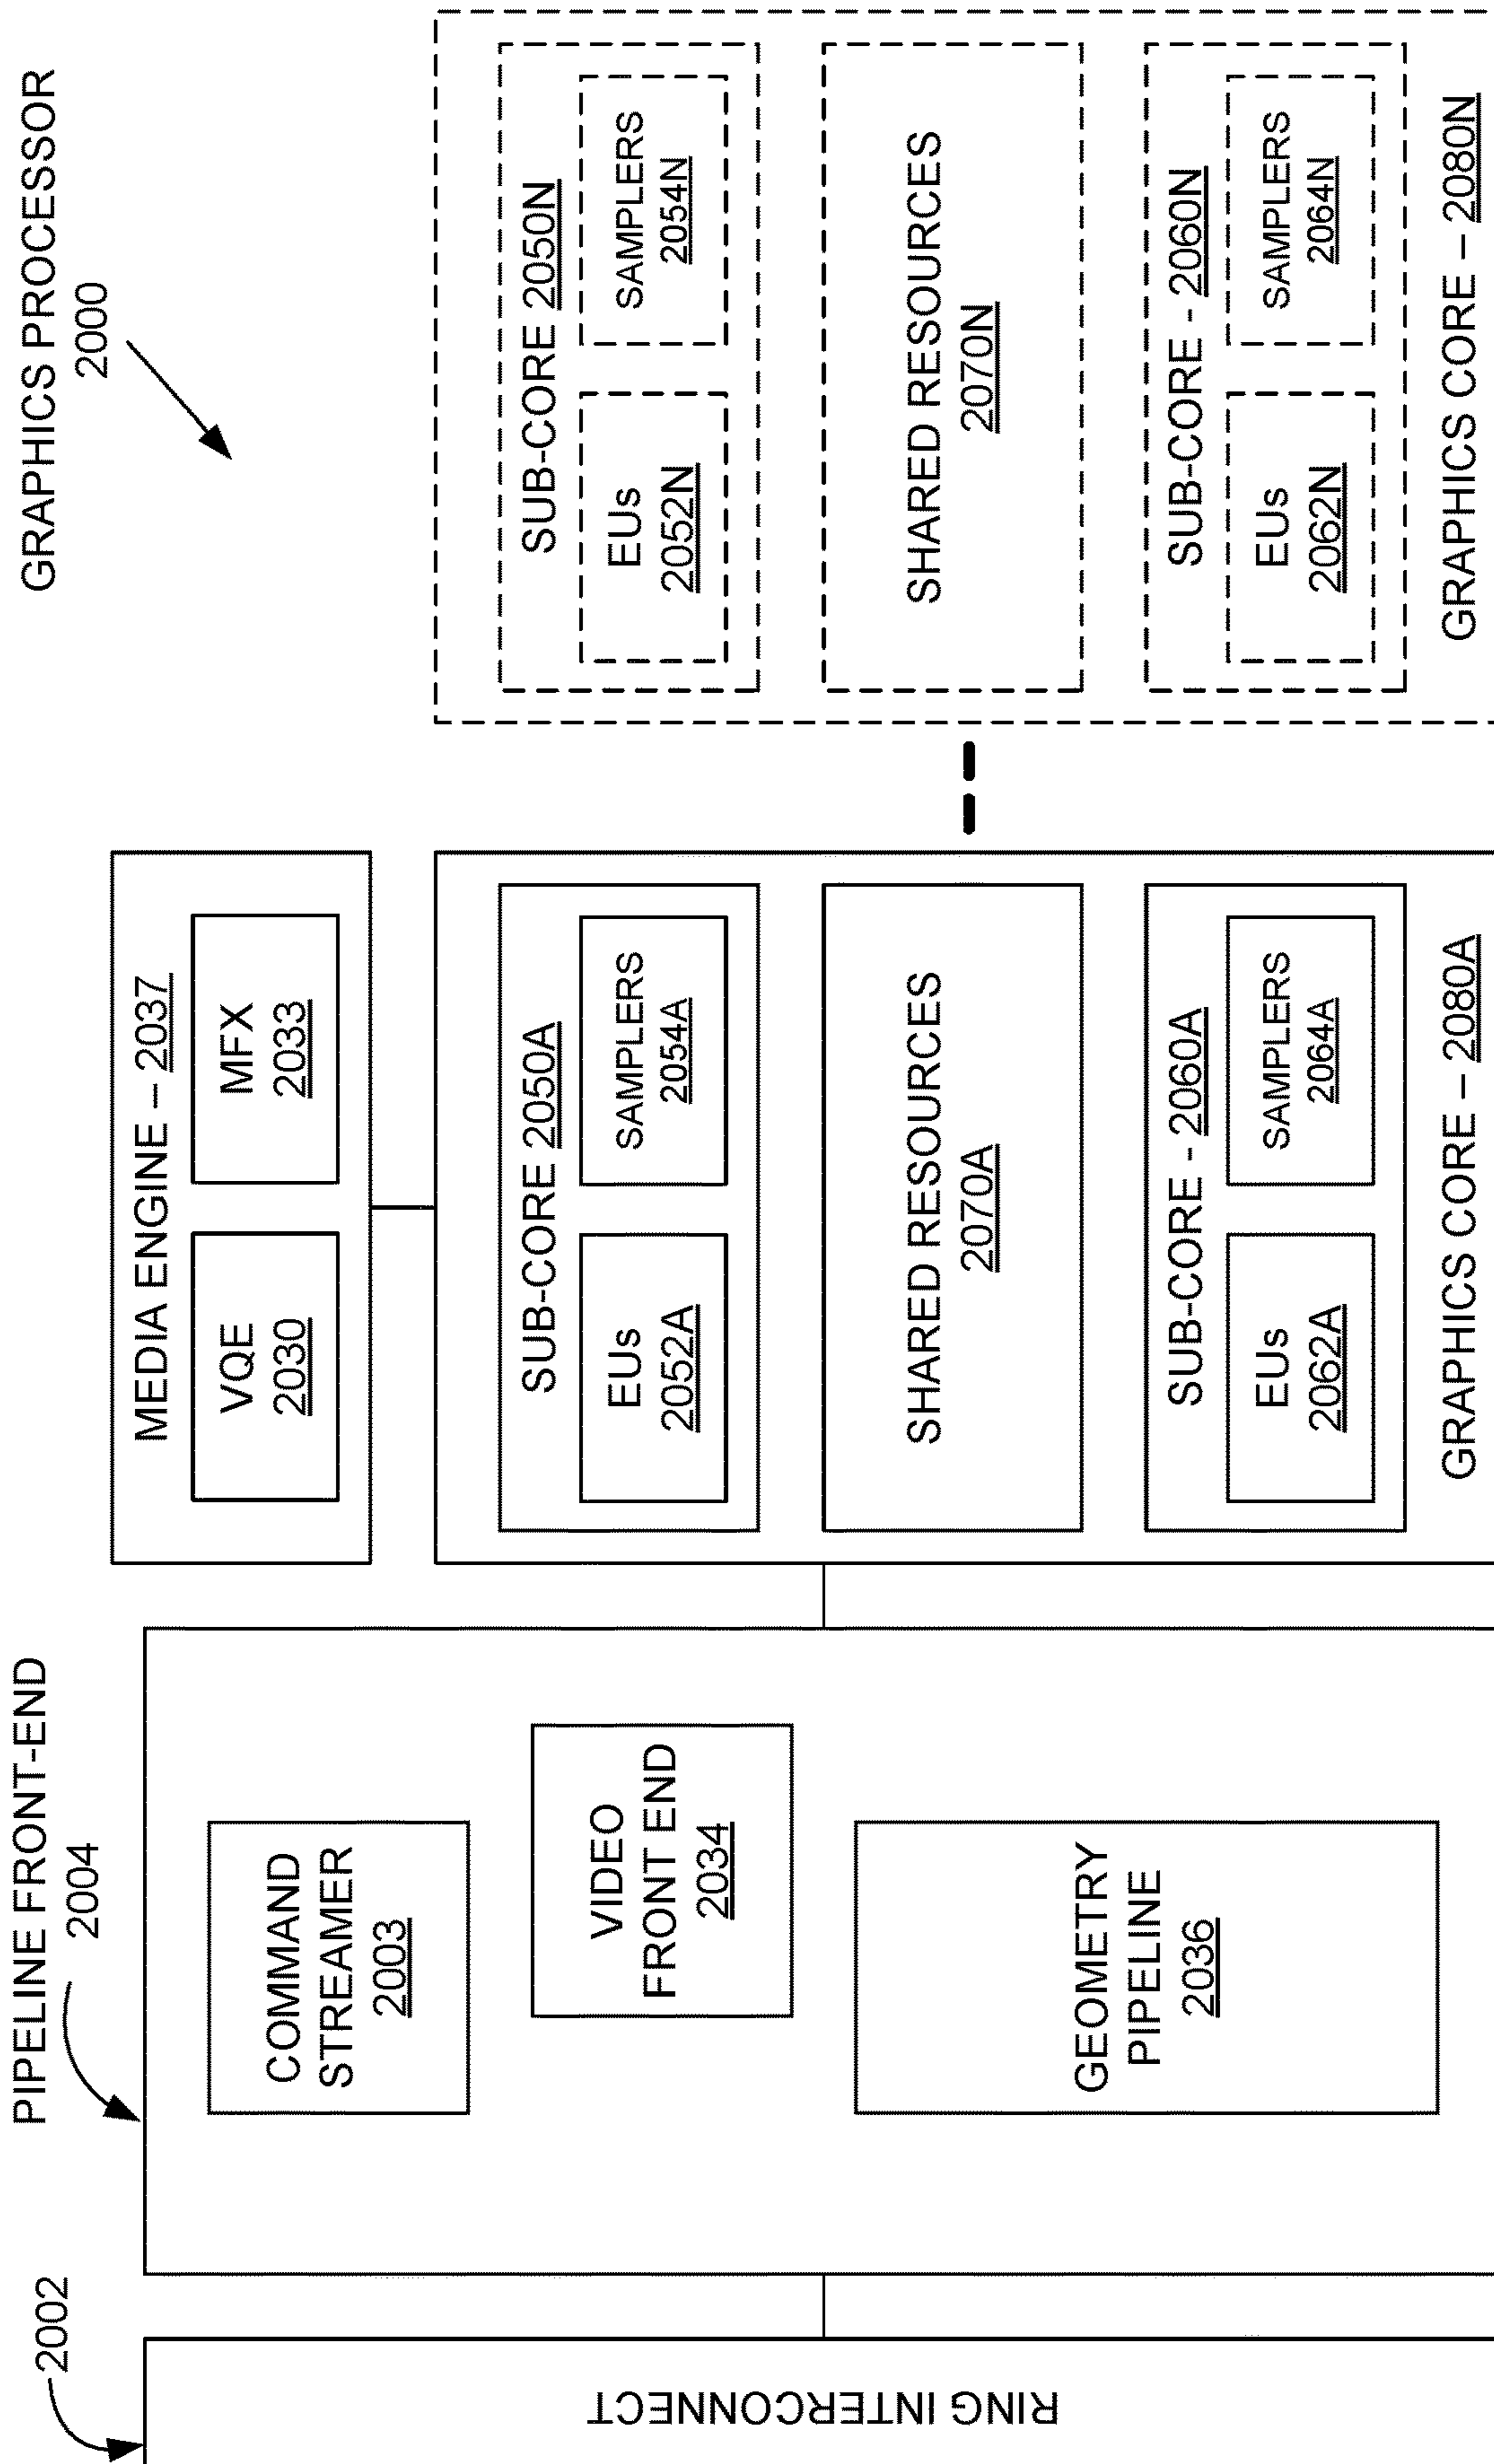 GRAPHICS PROCESSOR
2000
PIPELINE FRONT-END
2004
2002
RING INTERCONNECT
COMMAND
STREAMER
2003
VIDEO
FRONT END
2034
GEOMETRY
PIPELINE
2036
MEDIA ENGINE – 2037
VQE
2030
MFX
2033
SUB-CORE 2050A
EUs
2052A
SAMPLERS
2054A
SHARED RESOURCES
2070A
SUB-CORE - 2060A
EUs
2062A
SAMPLERS
2064A
GRAPHICS CORE – 2080A
SUB-CORE 2050N
EUs
2052N
SAMPLERS
2054N
SHARED RESOURCES
2070N
SUB-CORE - 2060N
EUs
2062N
SAMPLERS
2064N
GRAPHICS CORE – 2080N